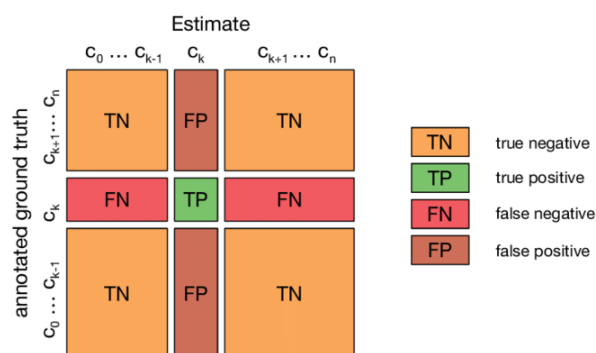 Estimate
c0 ... ck-1 ck ck+1... cn
annotated ground truth
ck+1... cn
TN FP TN
ck
FN TP FN
c0 ... ck-1
TN FP TN
TN true negative
TP true positive
FN false negative
FP false positive